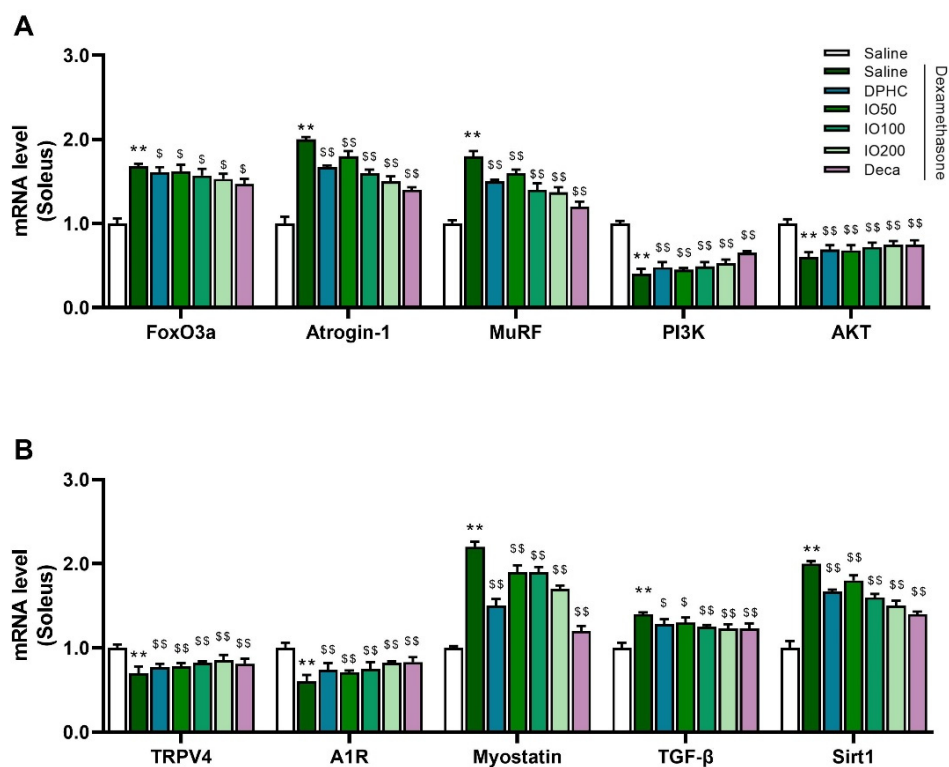 A
3.0
2.0
1.0
0.0
mRNA level
(Soleus)
** $ $ $ $ $
** $$ $$ $$ $$ $$
** $$ $$ $$ $$ $$
** $$ $$ $$ $$ $$
** $$ $$ $$ $$ $$
FoxO3a Atrogin-1 MuRF PI3K AKT
Saline
Saline
DPHC
IO50
IO100
IO200
Deca
Dexamethasone
B
3.0
2.0
1.0
0.0
mRNA level
(Soleus)
** $$ $$ $$ $$ $$
** $$ $$ $$ $$ $$
** $$ $$ $$ $$ $$
** $ $ $$ $$ $$
** $$ $$ $$ $$ $$
TRPV4 A1R Myostatin TGF-β Sirt1